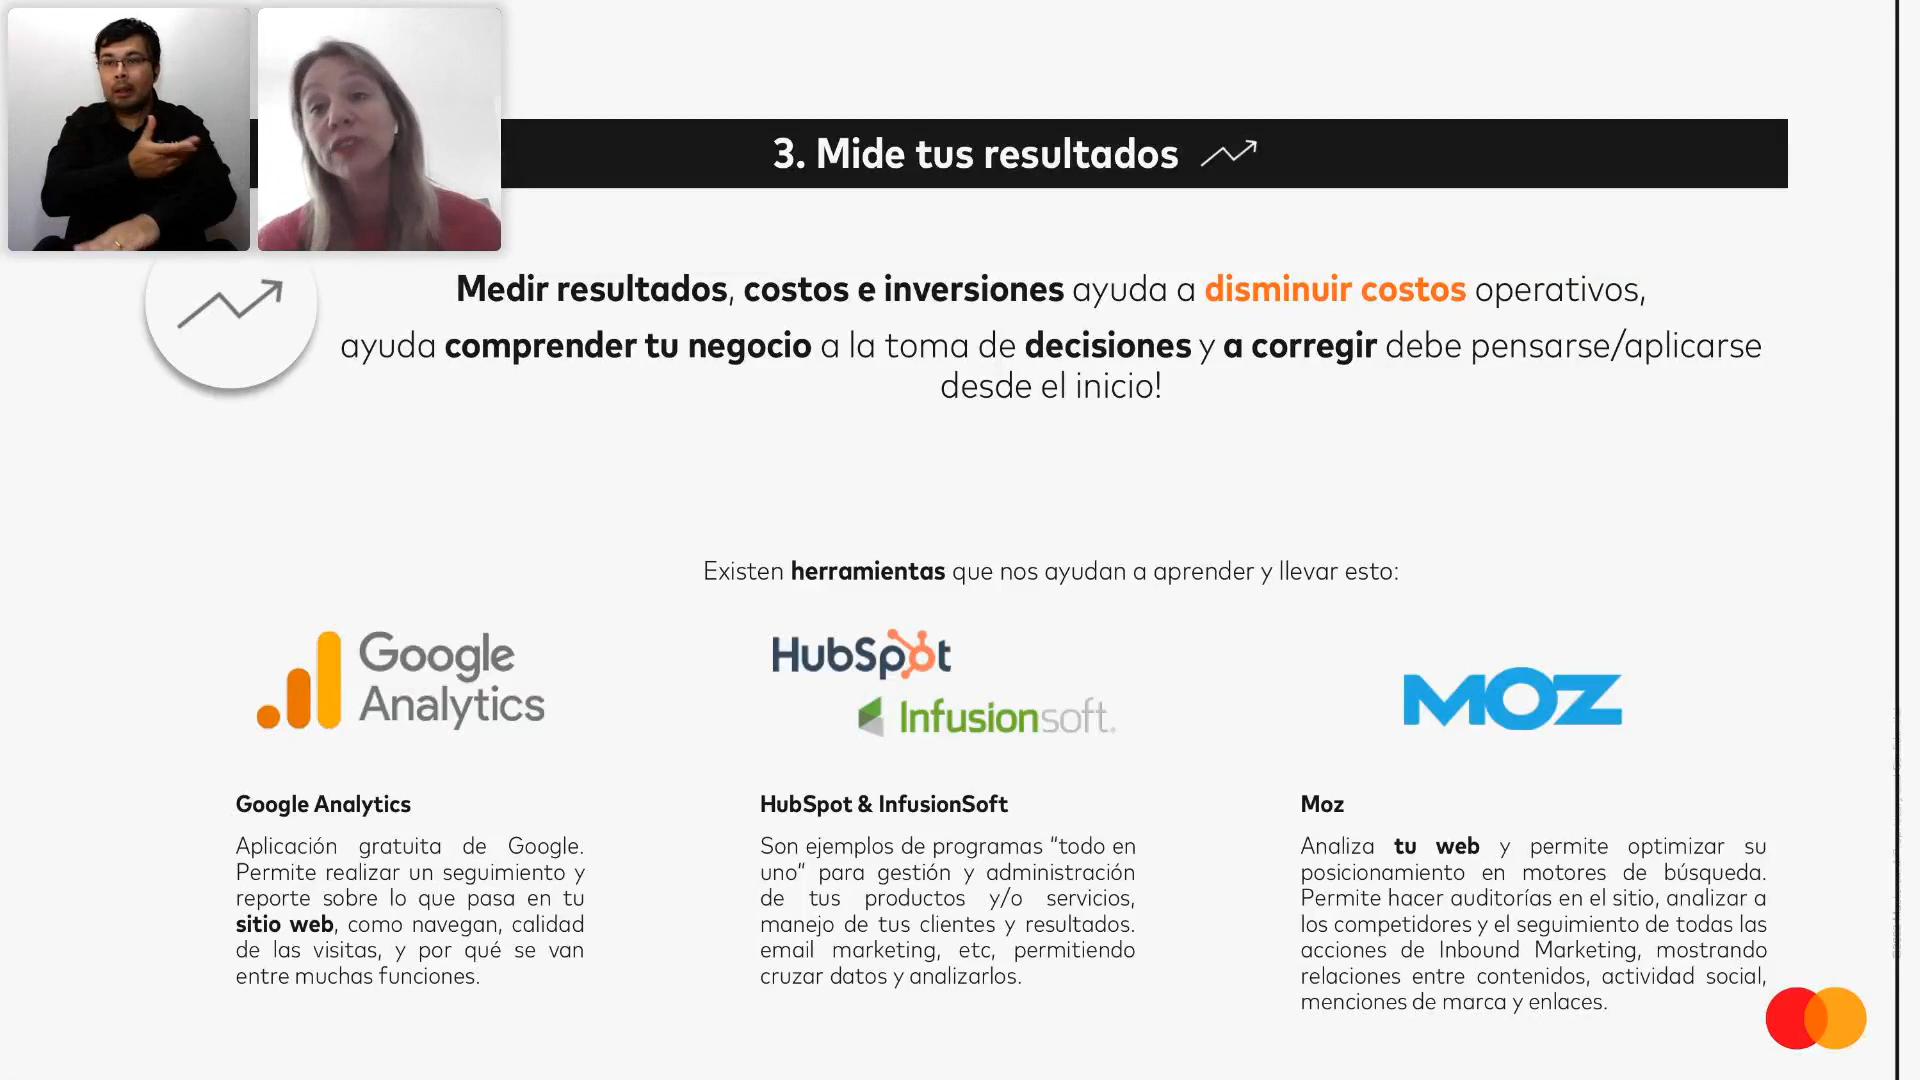 3. Mide tus resultados
Medir resultados, costos e inversiones ayuda a disminuir costos operativos,
ayuda comprender tu negocio a la toma de decisiones y a corregir debe pensarse/aplicarse
desde el inicio!
Existen herramientas que nos ayudan a aprender y llevar esto:
Google
Analytics
HubSpot
Infusionsoft.
MOZ
Google Analytics
Aplicación gratuita de Google.
Permite realizar un seguimiento y
reporte sobre lo que pasa en tu
sitio web, como navegan, calidad
de las visitas, y por qué se van
entre muchas funciones.
HubSpot & InfusionSoft
Son ejemplos de programas “todo en
uno” para gestión y administración
de tus productos y/o servicios,
manejo de tus clientes y resultados.
email marketing, etc, permitiendo
cruzar datos y analizarlos.
Moz
Analiza tu web y permite optimizar su
posicionamiento en motores de búsqueda.
Permite hacer auditorías en el sitio, analizar a
los competidores y el seguimiento de todas las
acciones de Inbound Marketing, mostrando
relaciones entre contenidos, actividad social,
menciones de marca y enlaces.